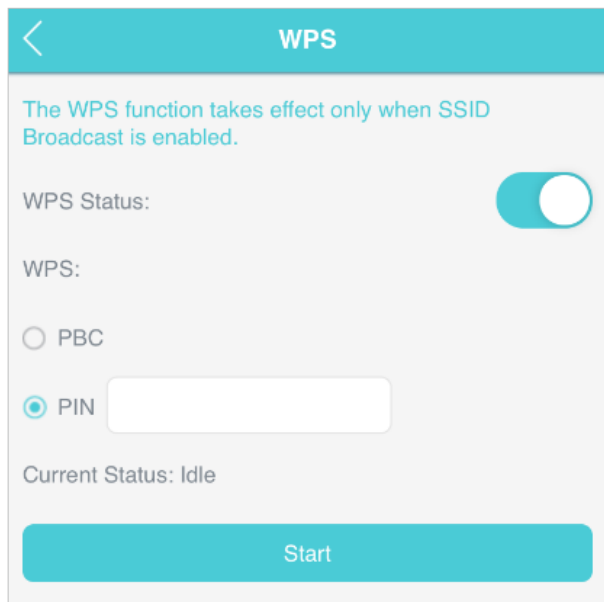 WPS
The WPS function takes effect only when SSID
Broadcast is enabled.
WPS Status:
WPS:
PBC
PIN
Current Status: Idle
Start